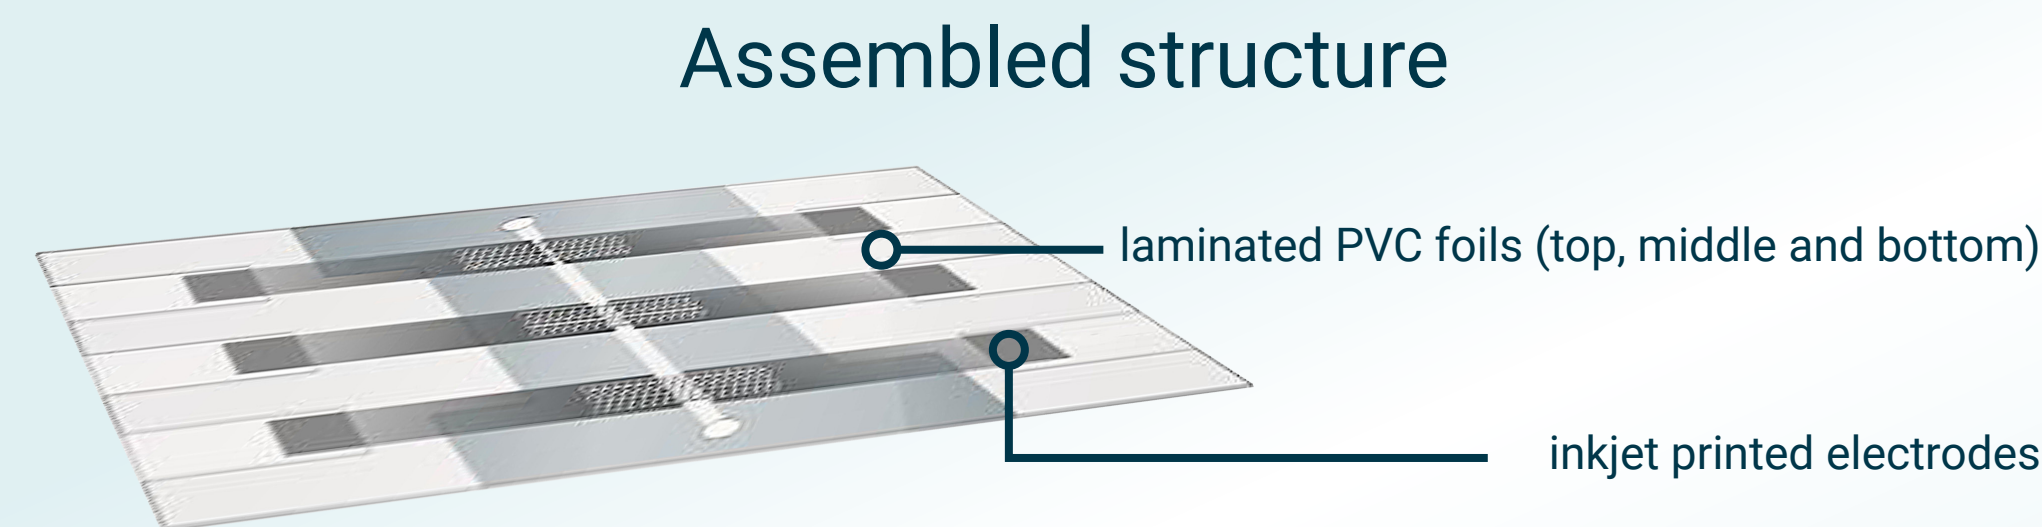 Assembled structure
laminated PVC foils (top, middle and bottom)
inkjet printed electrodes